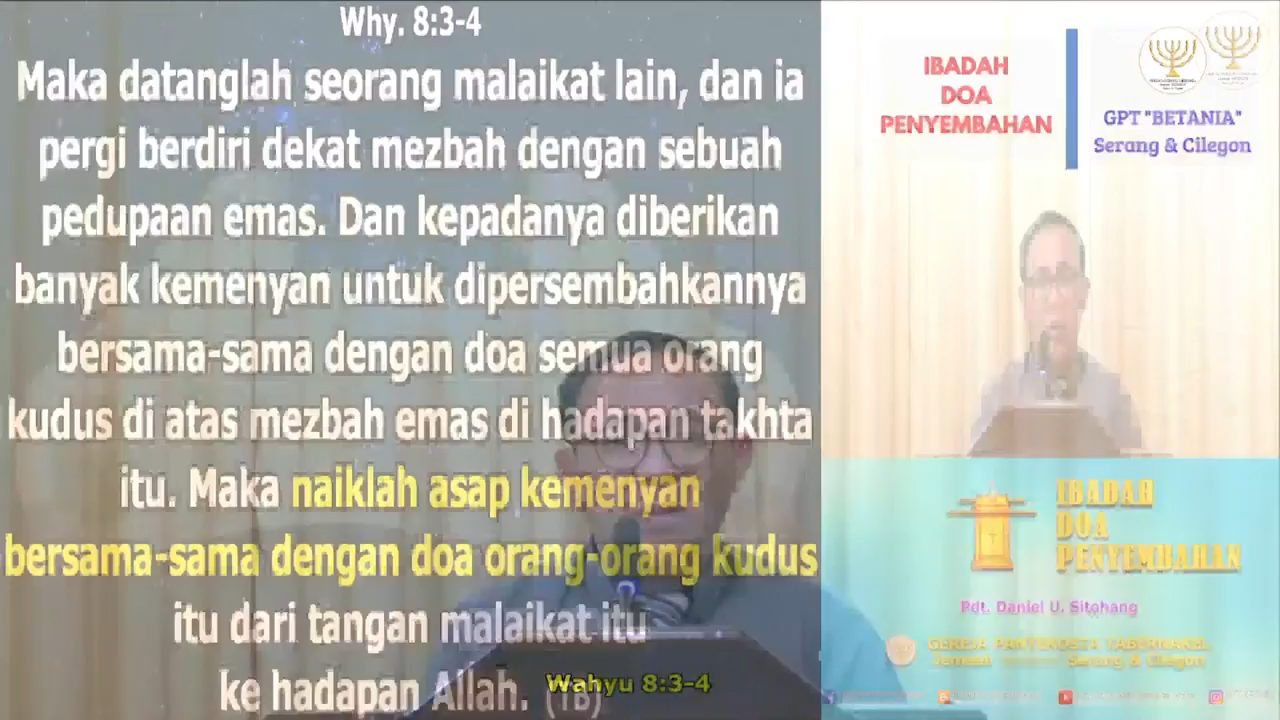 Why. 8:3-4
Maka datanglah seorang malaikat lain, dan ia
pergi berdiri dekat mezbah dengan sebuah
pedupaan emas. Dan kepadanya diberikan
banyak kemenyan untuk dipersembahkannya
bersama-sama dengan doa semua orang
kudus di atas mezbah emas di hadapan takhta
itu. Maka naiklah asap kemenyan
bersama-sama dengan doa orang-orang kudus
itu dari tangan malaikat itu
ke hadapan Allah. (TB)
Wahyu 8:3-4
IBADAH
DOA
PENYEMBAHAN
GPT "BETANIA"
Serang & Cilegon
IBADAH
DOA
PENYEMBAHAN
Pdt. Daniel U. Sitohang
GEREJA PANTEKOSTA TABERNAKEL
Serang & Cilegon